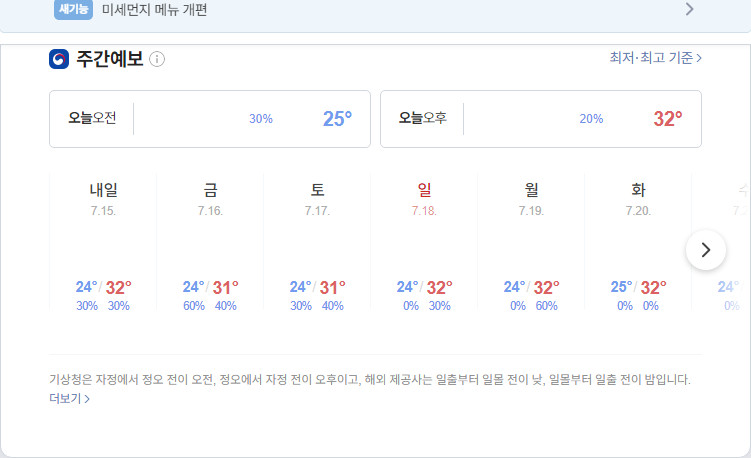 새기능 미세먼지 메뉴 개편
주간예보 최저·최고 기준
오늘오전 30% 25° 오늘오후 20% 32°
내일 금 토 일 월 화
7.15. 7.16. 7.17. 7.18. 7.19. 7.20.
24°/32° 24°/31° 24°/31° 24°/32° 24°/32° 25°/32° 24°
30% 30% 60% 40% 30% 40% 0% 30% 0% 60% 0% 0% 0%
기상청은 자정에서 정오 전이 오전, 정오에서 자정 전이 오후이고, 해외 제공사는 일출부터 일몰 전이 낮, 일몰부터 일출 전이 밤입니다.
더보기